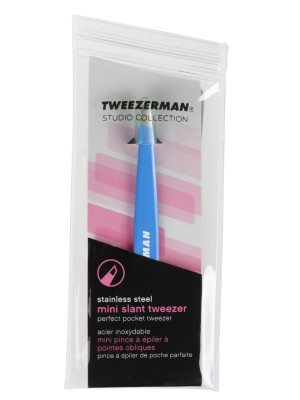 TWEEZERMAN®
STUDIO COLLECTION
stainless steel
mini slant tweezer
perfect pocket tweezer
acier inoxydable
mini pince à épiler à
pointes obliques
pince à épiler de poche parfaite